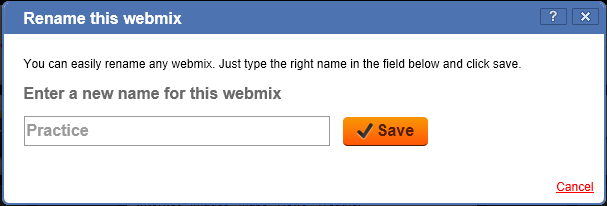 Rename this webmix
?
You can easily rename any webmix. Just type the right name in the field below and click save.
Enter a new name for this webmix
Practice
Save
Cancel